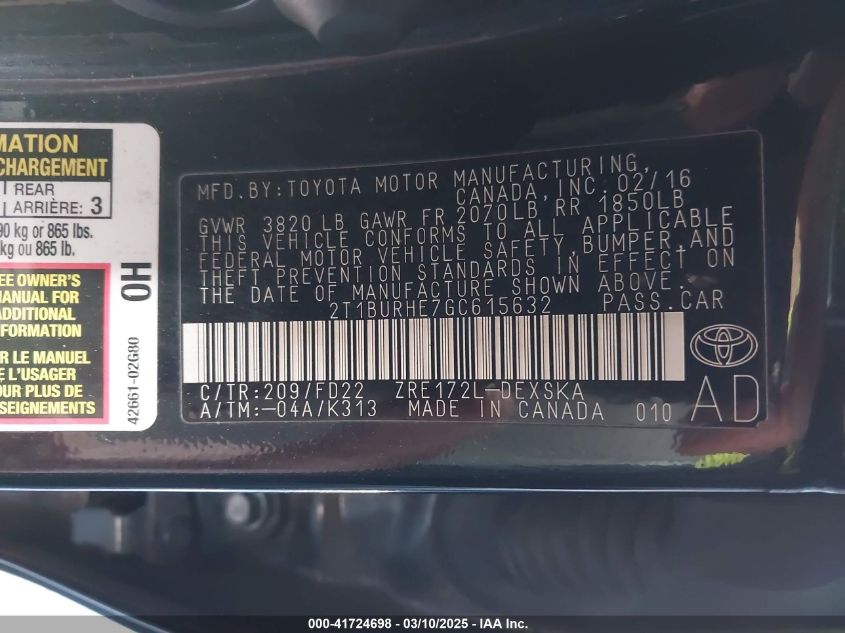 MATION
CHARGEMENT
REAR
ARRIÈRE: 3
90 kg or 865 lbs.
kg ou 865 lb.
EE OWNER'S
MANUAL FOR
ADDITIONAL
FORMATION
R LE MANUEL
L'USAGER
POUR PLUS DE
SEIGNEMENTS
0H
42661-02G80
MFD.BY:TOYOTA MOTOR MANUFACTURING,
CANADA,INC.02/16
GVWR 3820LB GAWR FR 2070LB RR 1850LB
THIS VEHICLE CONFORMS TO ALL APPLICABLE
FEDERAL MOTOR VEHICLE SAFETY,BUMPER,AND
THEFT PREVENTION STANDARDS IN EFFECT ON
THE DATE OF MANUFACTURE SHOWN ABOVE.
2T1BURHE7GC615632 PASS.CAR
C/TR:209/FD22 ZRE172L-DEXSKA
A/TM:-04A/K313 MADE IN CANADA 010
AD
000-41724698 - 03/10/2025 - IAA Inc.